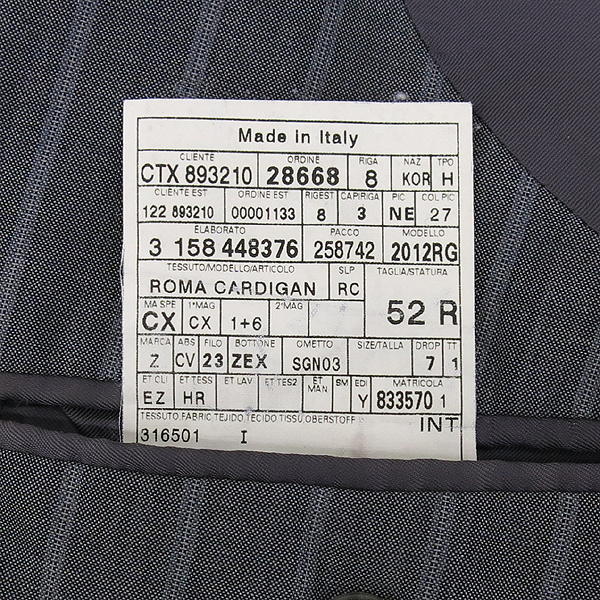 Made in Italy
CLIENTE ORDINE RIGA NAZ TPO
CTX 893210 28668 8 KOR H
CLIENTE EST ORDINE EST RIGEST CAPIRIGA PIC COL PIC
122 893210 00001133 8 3 NE 27
ELABORATO PACCO MODELLO
3 158 448376 258742 2012RG
TESSUTO/MODELLO/ARTICOLO SLP TAGLIA/STATURA
ROMA CARDIGAN RC 52 R
MA SPE 1°MAG 2°MAG
CX CX 1+6
MARCA ABS FILO BOTTONE OMETTO SIZE/TALLA DROP TT
Z CV 23 ZEX SGN03 7 1
ET CLI ET TESS ET LAV ET TES2 ET MAN SM EDI MATRICOLA
EZ HR Y 833570 1
TESSUTO FABRIC TEJIDO TECIDO TISSU OBERSTOFF INT
316501 I